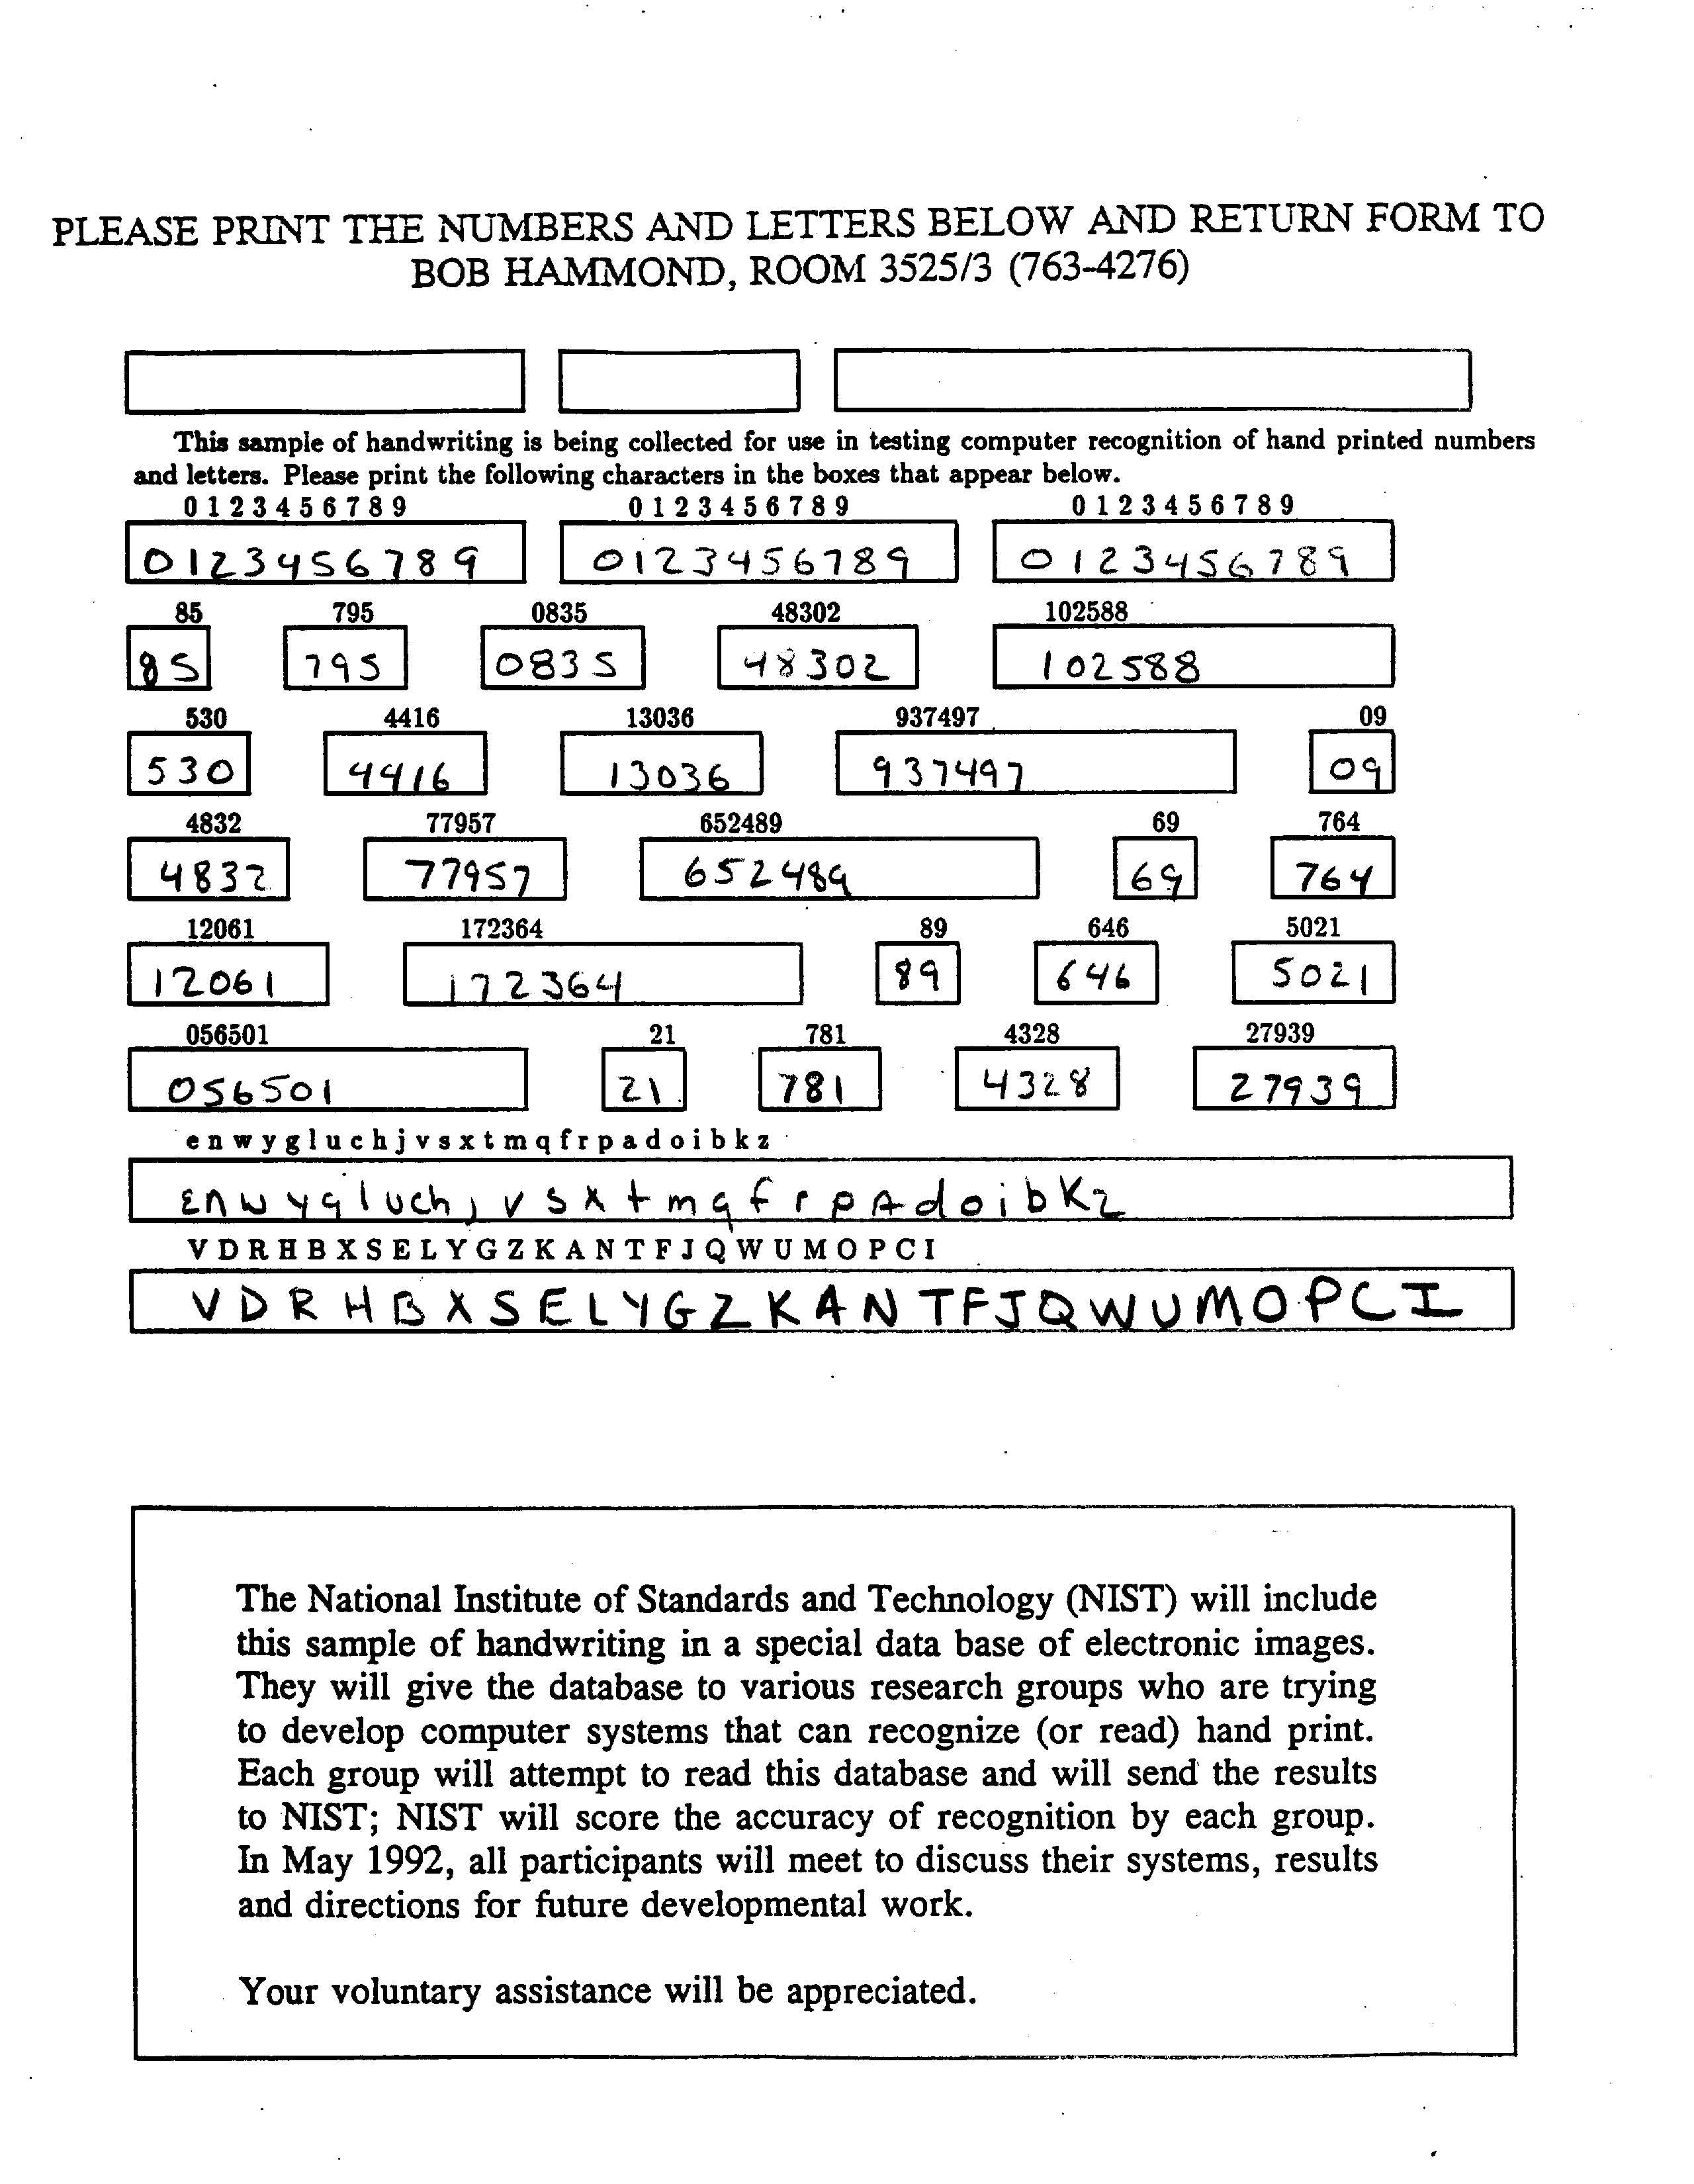 PLEASE PRINT THE NUMBERS AND LETTERS BELOW AND RETURN FORM TO
BOB HAMMOND, ROOM 3525/3 (763-4276)
This sample of handwriting is being collected for use in testing computer recognition of hand printed numbers
and letters. Please print the following characters in the boxes that appear below.
0 1 2 3 4 5 6 7 8 9 0 1 2 3 4 5 6 7 8 9 0 1 2 3 4 5 6 7 8 9
0123456789 0123456789 0123456789
85 795 0835 48302 102588
85 795 0835 48302 102588
530 4416 13036 937497 09
530 4416 13036 937497 09
4832 77957 652489 69 764
4832 77957 652489 69 764
12061 172364 89 646 5021
12061 172364 89 646 5021
056501 21 781 4328 27939
056501 21 781 4328 27939
e n w y g l u c h j v s x t m q f r p a d o i b k z
e n w y g l u c h j v s x t m q f r p A d o i b K z
V D R H B X S E L Y G Z K A N T F J Q W U M O P C I
V D R H B X S E L Y G Z K A N T F J Q W U M O P C I
The National Institute of Standards and Technology (NIST) will include
this sample of handwriting in a special data base of electronic images.
They will give the database to various research groups who are trying
to develop computer systems that can recognize (or read) hand print.
Each group will attempt to read this database and will send the results
to NIST; NIST will score the accuracy of recognition by each group.
In May 1992, all participants will meet to discuss their systems, results
and directions for future developmental work.
Your voluntary assistance will be appreciated.